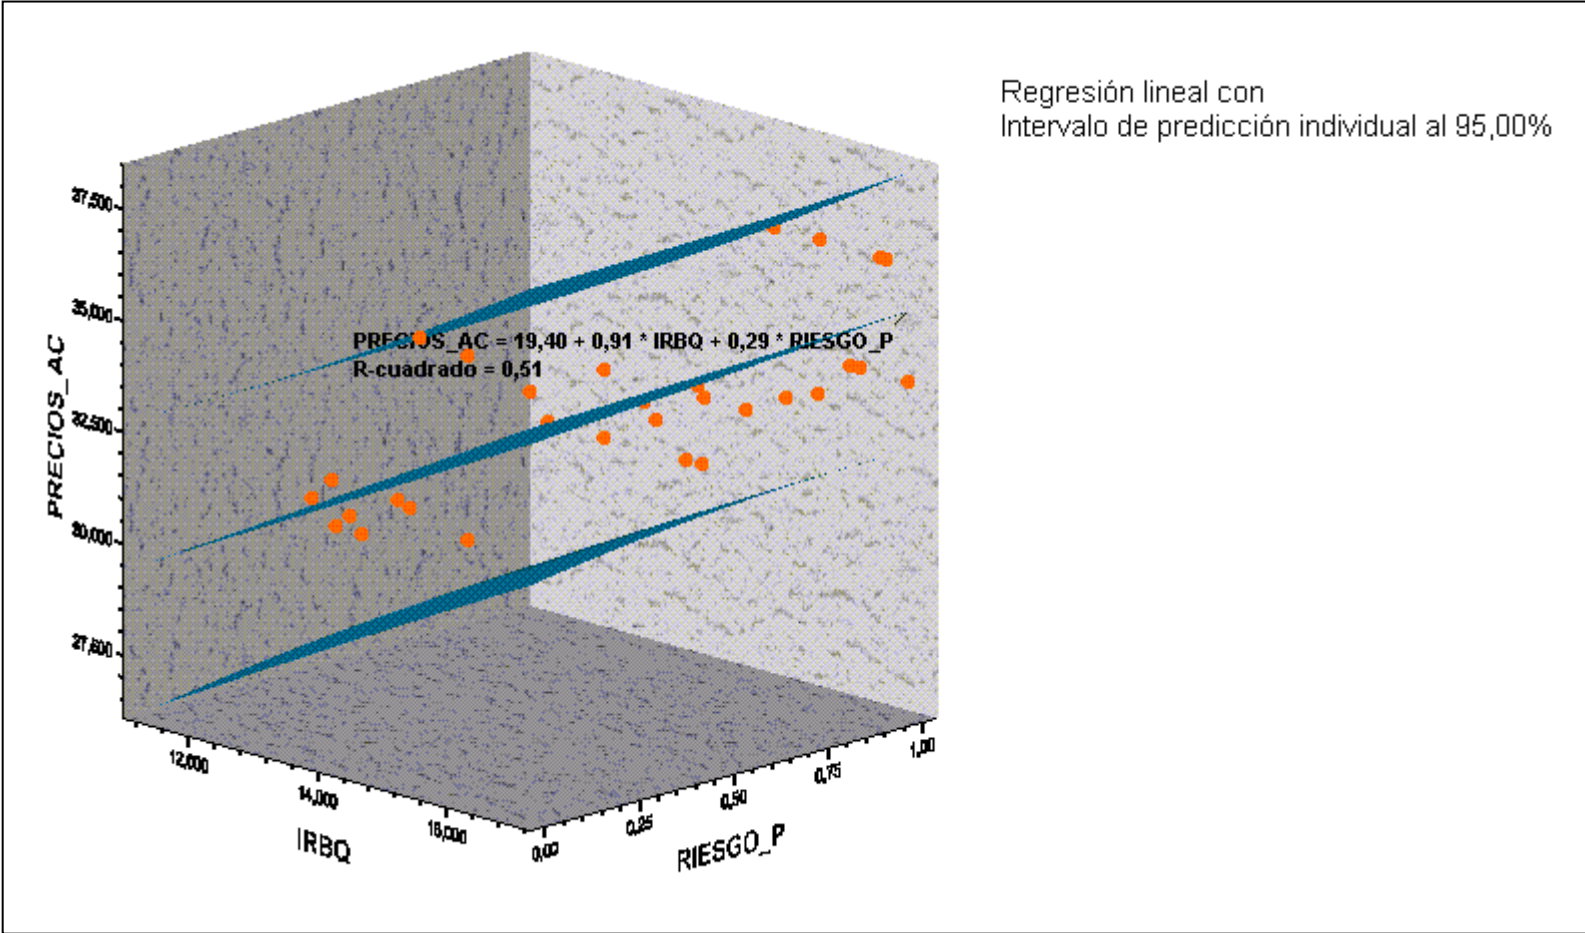 Regresión lineal con
Intervalo de predicción individual al 95,00%
37,500
35,000
PRECIOS_AC = 19,40 + 0,91 * IRBQ + 0,29 * RIESGO_P
R-cuadrado = 0,51
PRECIOS_AC
32,500
30,000
27,500
12,000
14,000
16,000
IRBQ
0,00
0,25
0,50
0,75
1,00
RIESGO_P